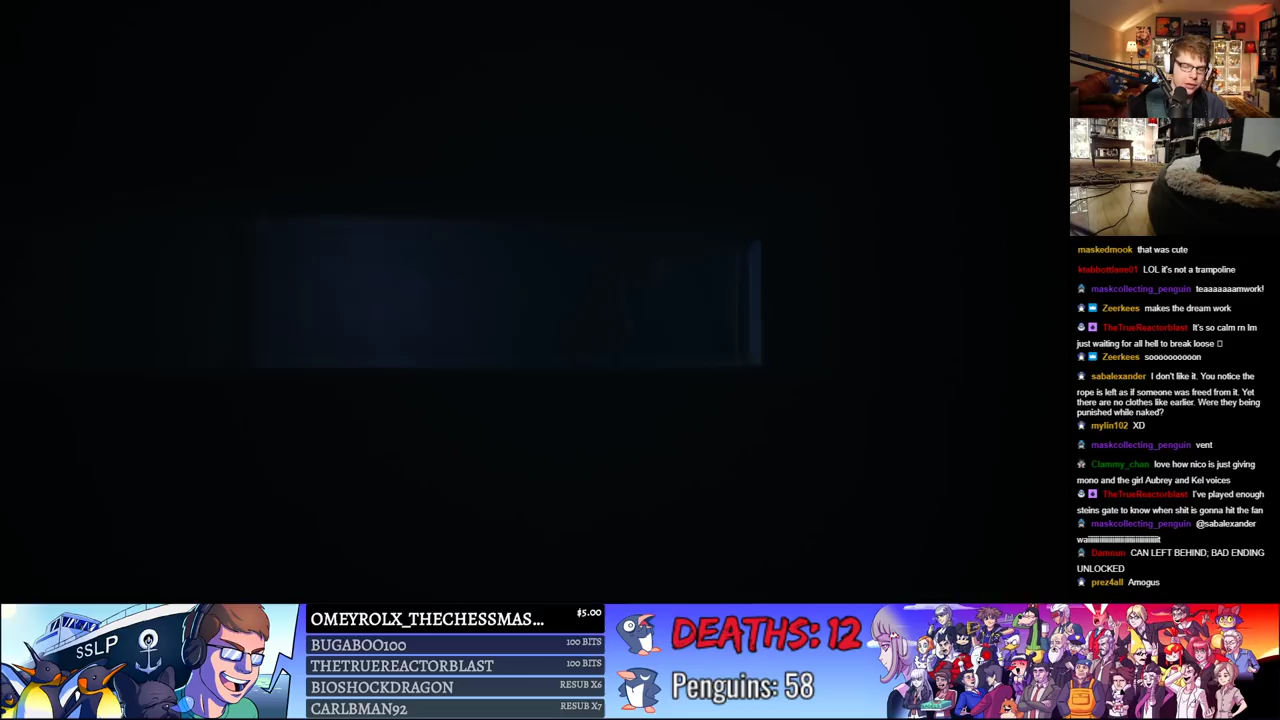 maskedmook that was cute
ktabbottlane01 LOL it's not a trampoline
maskcollecting_penguin teaaaaaamwork!
Zeerkees makes the dream work
TheTrueReactorblast It's so calm rn Im
just waiting for all hell to break loose
Zeerkees soooooooooon
sabalexander I don't like it. You notice the
rope is left as if someone was freed from it. Yet
there are no clothes like earlier. Were they being
punished while naked?
mylin102 XD
maskcollecting_penguin vent
Clammy_chan love how nico is just giving
mono and the girl Aubrey and Kel voices
TheTrueReactorblast I've played enough
steins gate to know when shit is gonna hit the fan
maskcollecting_penguin @sabalexander
Damnun CAN LEFT BEHIND; BAD ENDING
UNLOCKED
prez4all Amogus
SSLP
OMEYROLX_THECHESSMAS... $5.00
BUGABOO100 100 BITS
THETRUEREACTORBLAST 100 BITS
BIOSHOCKDRAGON RESUB X6
CARLBMAN92 RESUB X7
DEATHS: 12
Penguins: 58